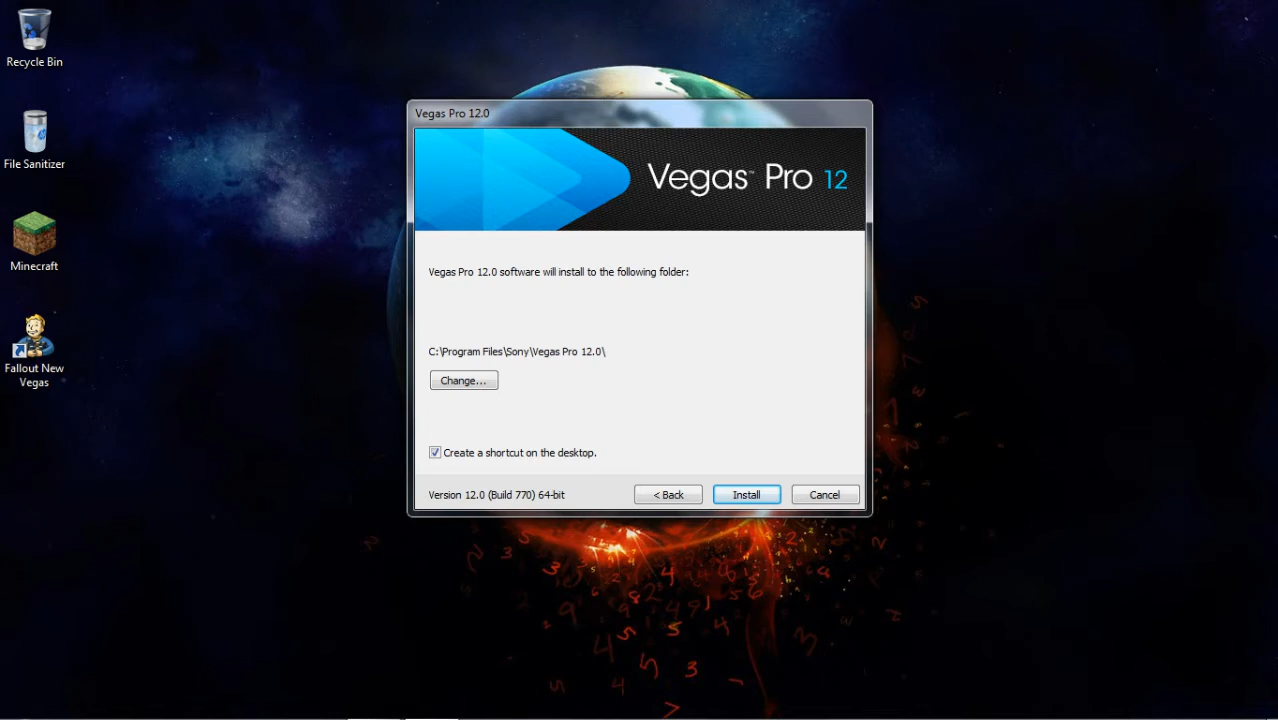 Recycle Bin
File Sanitizer
Minecraft
Fallout New
Vegas
Vegas Pro 12.0
Vegas™ Pro 12
Vegas Pro 12.0 software will install to the following folder:
C:\Program Files\Sony\Vegas Pro 12.0\
Change...
Create a shortcut on the desktop.
Version 12.0 (Build 770) 64-bit
< Back
Install
Cancel